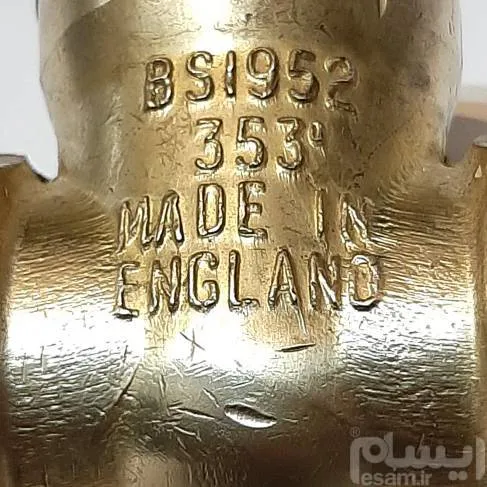 BS1952
353°
MADE IN
ENGLAND
ایسام®
esam.ir